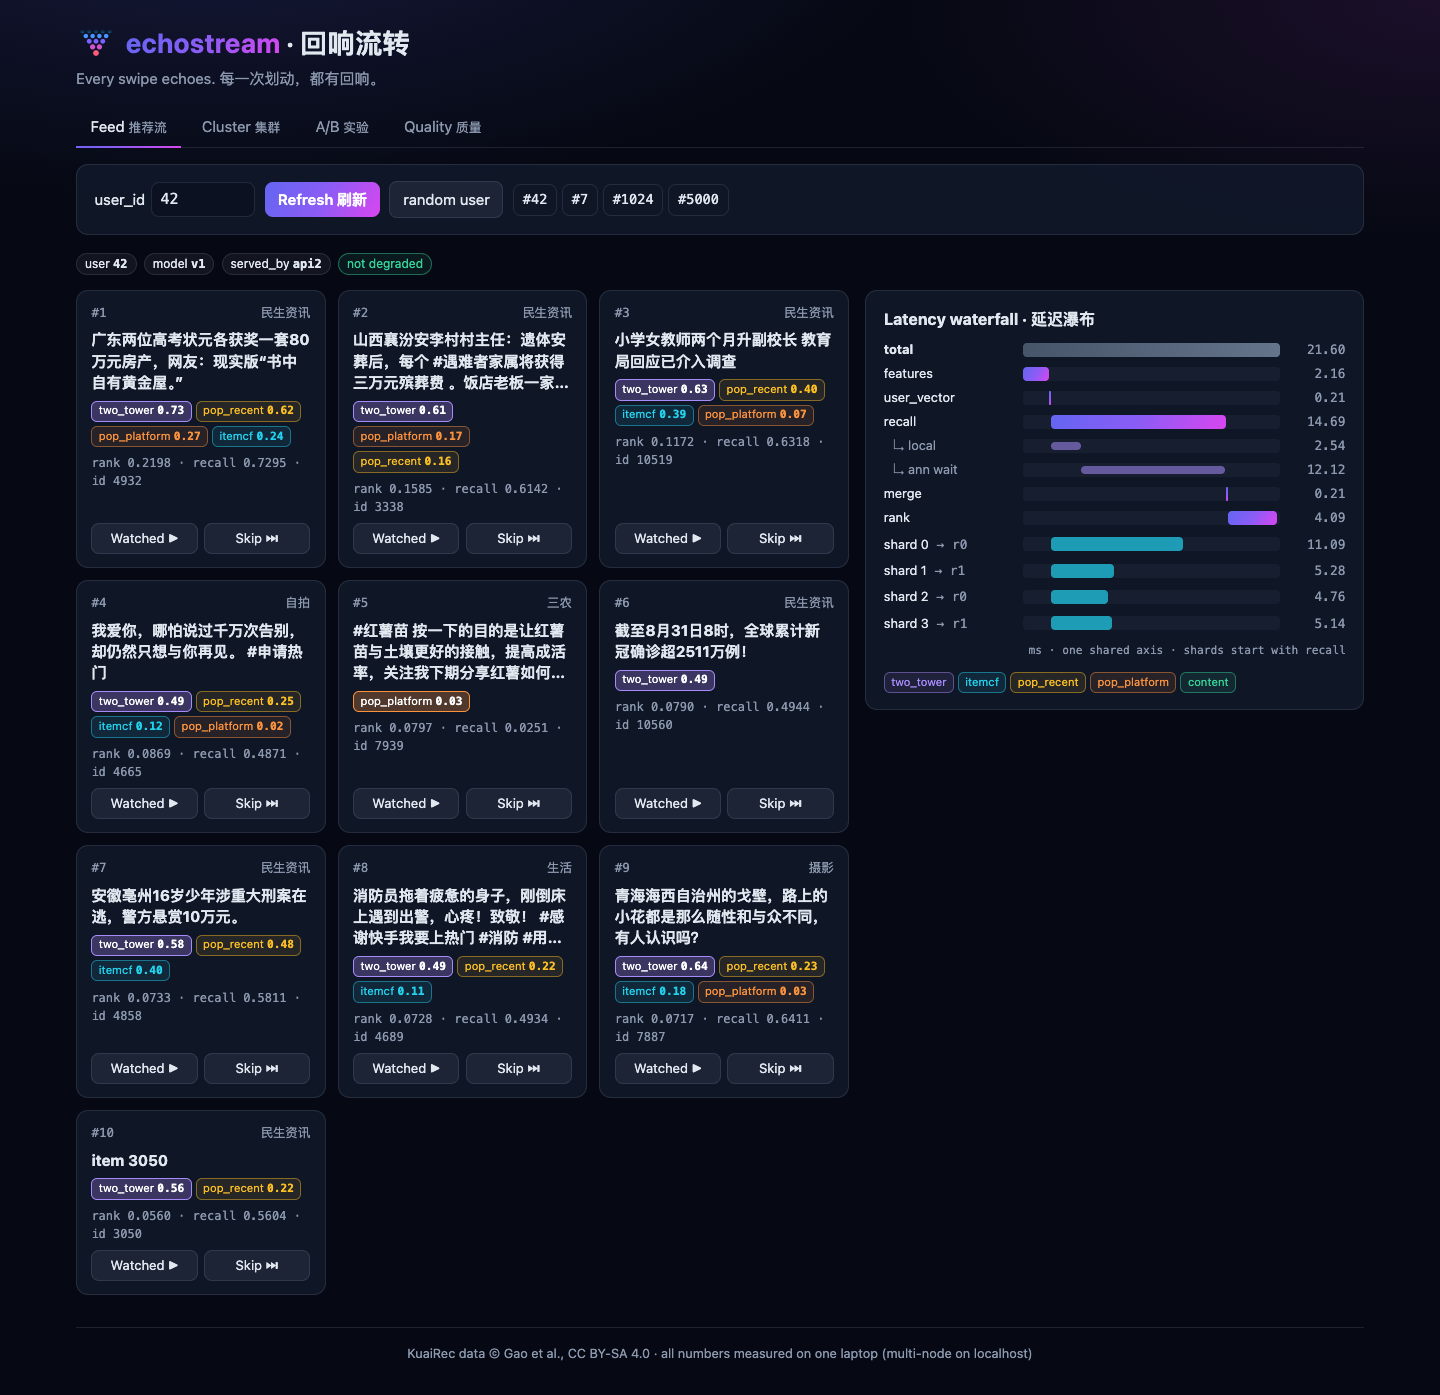 echostream · 回响流转
Every swipe echoes. 每一次划动，都有回响。
Feed 推荐流 Cluster 集群 A/B 实验 Quality 质量
user_id 42 Refresh 刷新 random user #42 #7 #1024 #5000
user 42 model v1 served_by api2 not degraded
#1 民生资讯
广东两位高考状元各获奖一套80
万元房产，网友：现实版“书中
自有黄金屋。”
two_tower 0.73 pop_recent 0.62
pop_platform 0.27 itemcf 0.24
rank 0.2198 · recall 0.7295 ·
id 4932
Watched ▶ Skip ⏭
#2 民生资讯
山西襄汾安李村村主任：遗体安
葬后，每个 #遇难者家属将获得
三万元殡葬费 。饭店老板一家...
two_tower 0.61
pop_platform 0.17
pop_recent 0.16
rank 0.1585 · recall 0.6142 ·
id 3338
Watched ▶ Skip ⏭
#3 民生资讯
小学女教师两个月升副校长 教育
局回应已介入调查
two_tower 0.63 pop_recent 0.40
itemcf 0.39 pop_platform 0.07
rank 0.1172 · recall 0.6318 ·
id 10519
Watched ▶ Skip ⏭
#4 自拍
我爱你，哪怕说过千万次告别，
却仍然只想与你再见。 #申请热
门
two_tower 0.49 pop_recent 0.25
itemcf 0.12 pop_platform 0.02
rank 0.0869 · recall 0.4871 ·
id 4665
Watched ▶ Skip ⏭
#5 三农
#红薯苗 按一下的目的是让红薯
苗与土壤更好的接触，提高成活
率，关注我下期分享红薯如何...
pop_platform 0.03
rank 0.0797 · recall 0.0251 ·
id 7939
Watched ▶ Skip ⏭
#6 民生资讯
截至8月31日8时，全球累计新
冠确诊超2511万例！
two_tower 0.49
rank 0.0790 · recall 0.4944 ·
id 10560
Watched ▶ Skip ⏭
#7 民生资讯
安徽亳州16岁少年涉重大刑案在
逃，警方悬赏10万元。
two_tower 0.58 pop_recent 0.48
itemcf 0.40
rank 0.0733 · recall 0.5811 ·
id 4858
Watched ▶ Skip ⏭
#8 生活
消防员拖着疲惫的身子，刚倒床
上遇到出警，心疼！致敬！ #感
谢快手我要上热门 #消防 #用...
two_tower 0.49 pop_recent 0.22
itemcf 0.11
rank 0.0728 · recall 0.4934 ·
id 4689
Watched ▶ Skip ⏭
#9 摄影
青海海西自治州的戈壁，路上的
小花都是那么随性和与众不同，
有人认识吗？
two_tower 0.64 pop_recent 0.23
itemcf 0.18 pop_platform 0.03
rank 0.0717 · recall 0.6411 ·
id 7887
Watched ▶ Skip ⏭
#10 民生资讯
item 3050
two_tower 0.56 pop_recent 0.22
rank 0.0560 · recall 0.5604 ·
id 3050
Watched ▶ Skip ⏭
Latency waterfall · 延迟瀑布
total 21.60
features 2.16
user_vector 0.21
recall 14.69
local 2.54
ann wait 12.12
merge 0.21
rank 4.09
shard 0 → r0 11.09
shard 1 → r1 5.28
shard 2 → r0 4.76
shard 3 → r1 5.14
ms · one shared axis · shards start with recall
two_tower itemcf pop_recent pop_platform content
KuaiRec data © Gao et al., CC BY-SA 4.0 · all numbers measured on one laptop (multi-node on localhost)